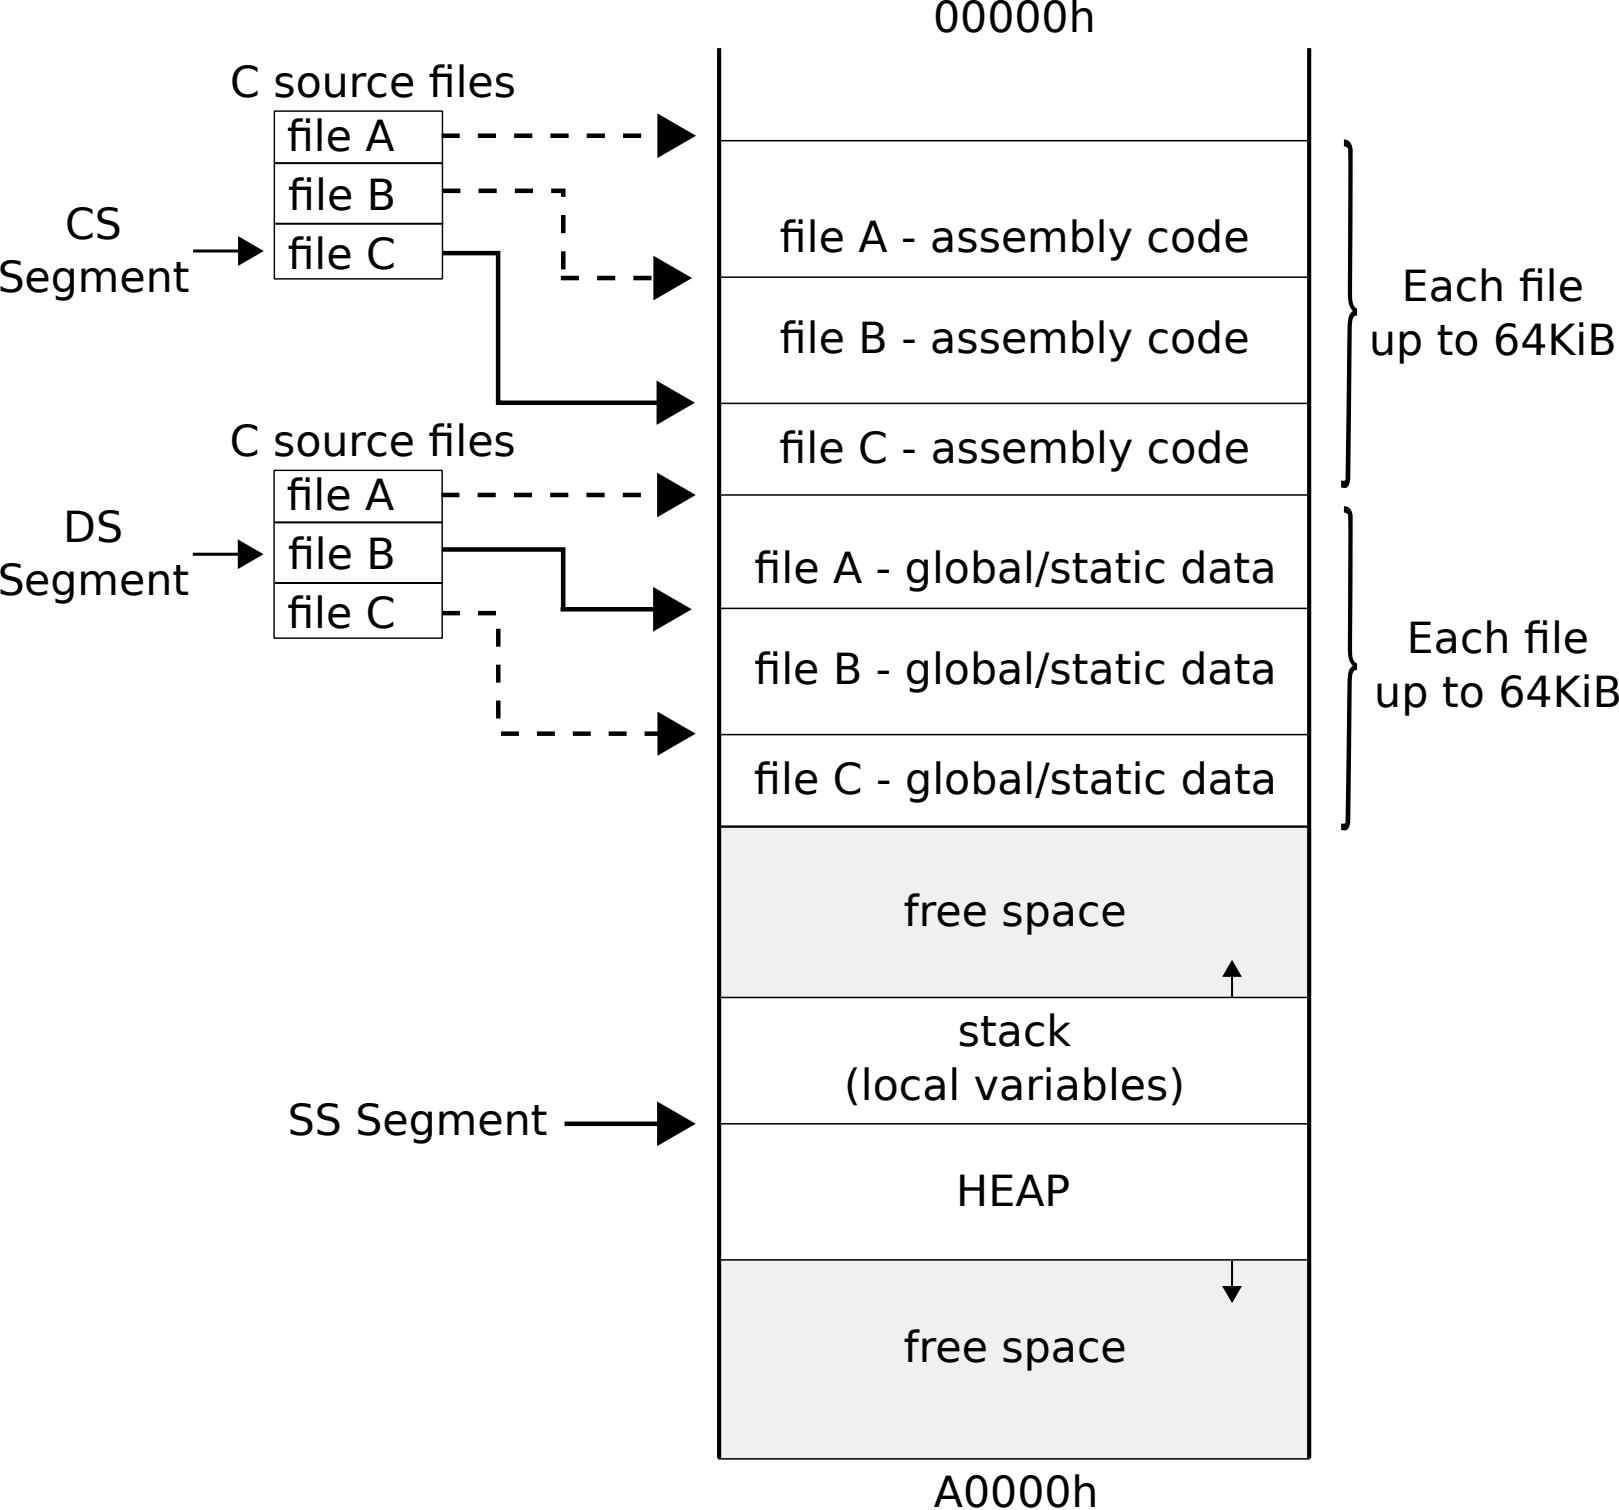 00000h
C source files
file A
file B
file C
CS
Segment
file A - assembly code
file B - assembly code
file C - assembly code
Each file
up to 64KiB
C source files
file A
file B
file C
DS
Segment
file A - global/static data
file B - global/static data
file C - global/static data
Each file
up to 64KiB
free space
stack
(local variables)
SS Segment
HEAP
free space
A0000h